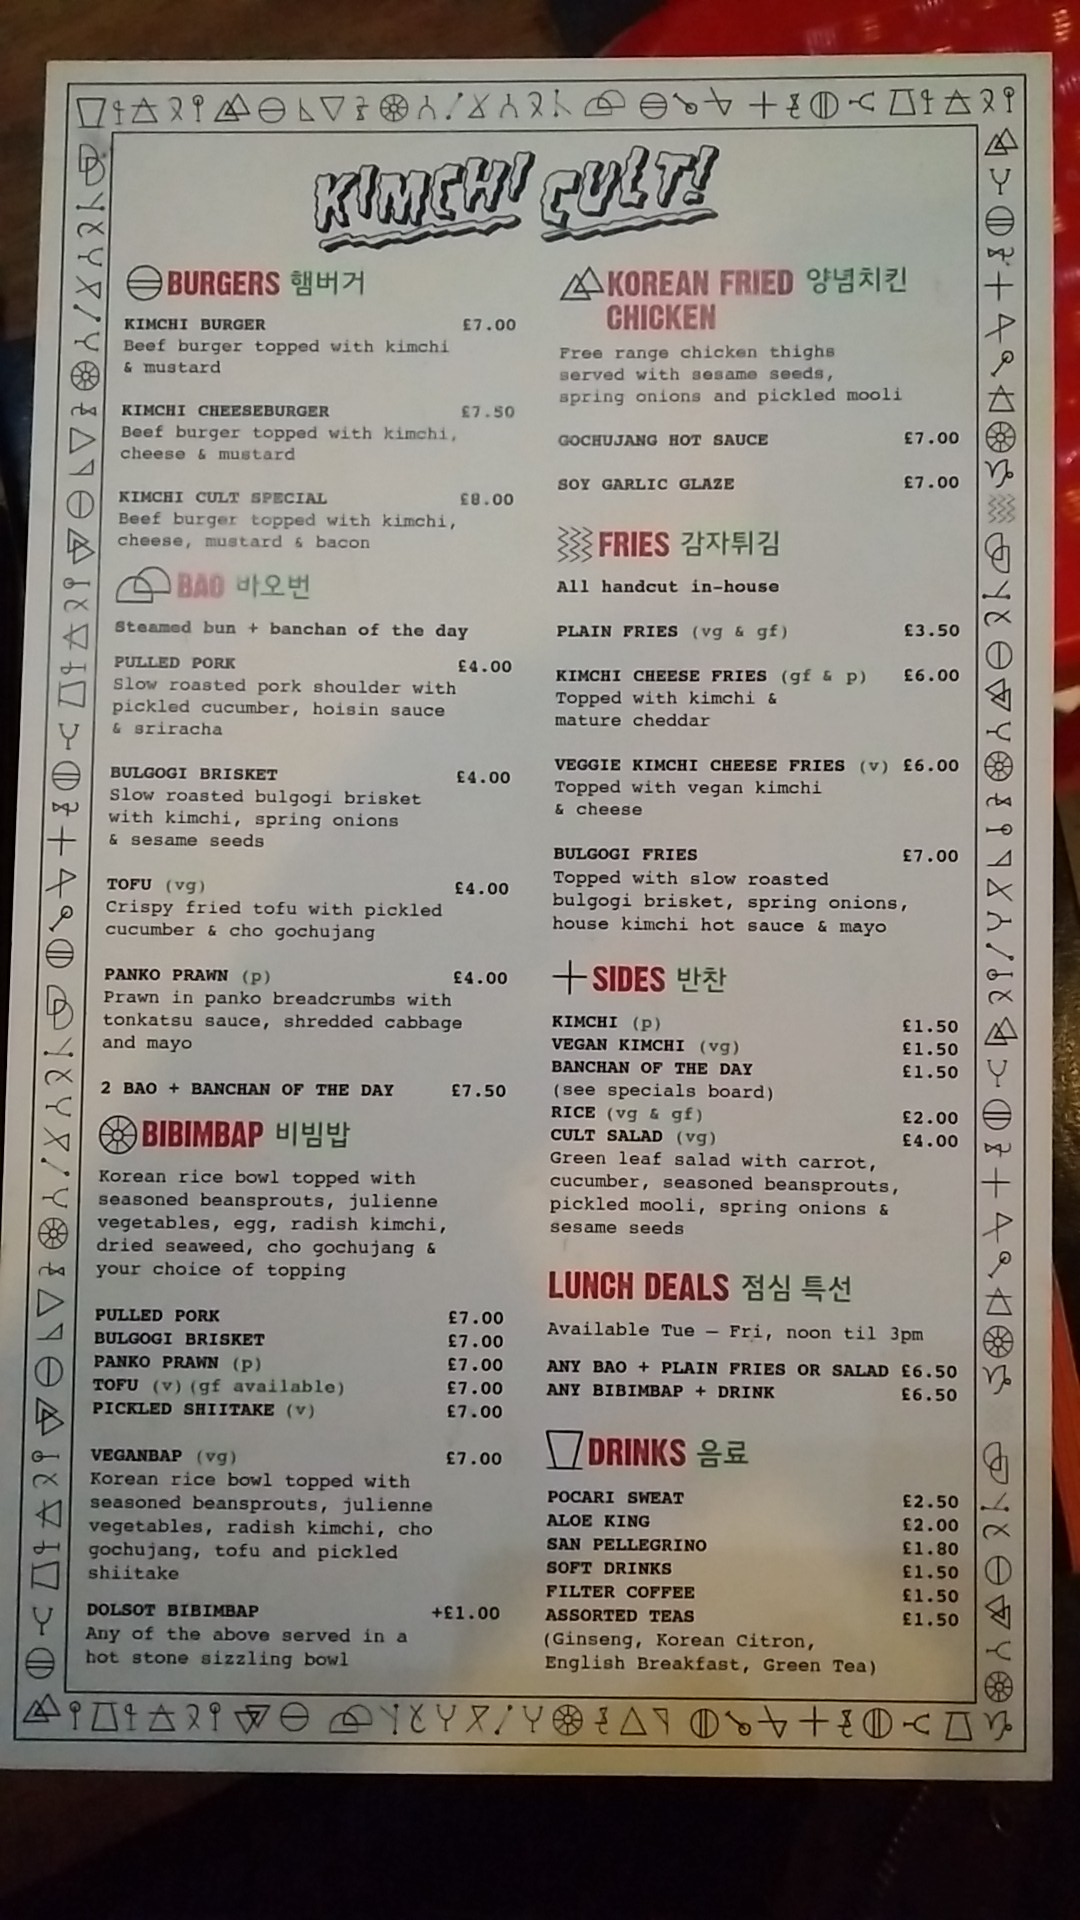 KIMCHI CULT!
BURGERS 햄버거
KIMCHI BURGER £7.00
Beef burger topped with kimchi
& mustard
KIMCHI CHEESEBURGER £7.50
Beef burger topped with kimchi,
cheese & mustard
KIMCHI CULT SPECIAL £8.00
Beef burger topped with kimchi,
cheese, mustard & bacon
BAO 바오번
Steamed bun + banchan of the day
PULLED PORK £4.00
Slow roasted pork shoulder with
pickled cucumber, hoisin sauce
& sriracha
BULGOGI BRISKET £4.00
Slow roasted bulgogi brisket
with kimchi, spring onions
& sesame seeds
TOFU (vg) £4.00
Crispy fried tofu with pickled
cucumber & cho gochujang
PANKO PRAWN (p) £4.00
Prawn in panko breadcrumbs with
tonkatsu sauce, shredded cabbage
and mayo
2 BAO + BANCHAN OF THE DAY £7.50
BIBIMBAP 비빔밥
Korean rice bowl topped with
seasoned beansprouts, julienne
vegetables, egg, radish kimchi,
dried seaweed, cho gochujang &
your choice of topping
PULLED PORK £7.00
BULGOGI BRISKET £7.00
PANKO PRAWN (p) £7.00
TOFU (v)(gf available) £7.00
PICKLED SHIITAKE (v) £7.00
VEGANBAP (vg) £7.00
Korean rice bowl topped with
seasoned beansprouts, julienne
vegetables, radish kimchi, cho
gochujang, tofu and pickled
shiitake
DOLSOT BIBIMBAP +£1.00
Any of the above served in a
hot stone sizzling bowl
KOREAN FRIED 양념치킨
CHICKEN
Free range chicken thighs
served with sesame seeds,
spring onions and pickled mooli
GOCHUJANG HOT SAUCE £7.00
SOY GARLIC GLAZE £7.00
FRIES 감자튀김
All handcut in-house
PLAIN FRIES (vg & gf) £3.50
KIMCHI CHEESE FRIES (gf & p) £6.00
Topped with kimchi &
mature cheddar
VEGGIE KIMCHI CHEESE FRIES (v) £6.00
Topped with vegan kimchi
& cheese
BULGOGI FRIES £7.00
Topped with slow roasted
bulgogi brisket, spring onions,
house kimchi hot sauce & mayo
SIDES 반찬
KIMCHI (p) £1.50
VEGAN KIMCHI (vg) £1.50
BANCHAN OF THE DAY £1.50
(see specials board)
RICE (vg & gf) £2.00
CULT SALAD (vg) £4.00
Green leaf salad with carrot,
cucumber, seasoned beansprouts,
pickled mooli, spring onions &
sesame seeds
LUNCH DEALS 점심 특선
Available Tue – Fri, noon til 3pm
ANY BAO + PLAIN FRIES OR SALAD £6.50
ANY BIBIMBAP + DRINK £6.50
DRINKS 음료
POCARI SWEAT £2.50
ALOE KING £2.00
SAN PELLEGRINO £1.80
SOFT DRINKS £1.50
FILTER COFFEE £1.50
ASSORTED TEAS £1.50
(Ginseng, Korean Citron,
English Breakfast, Green Tea)